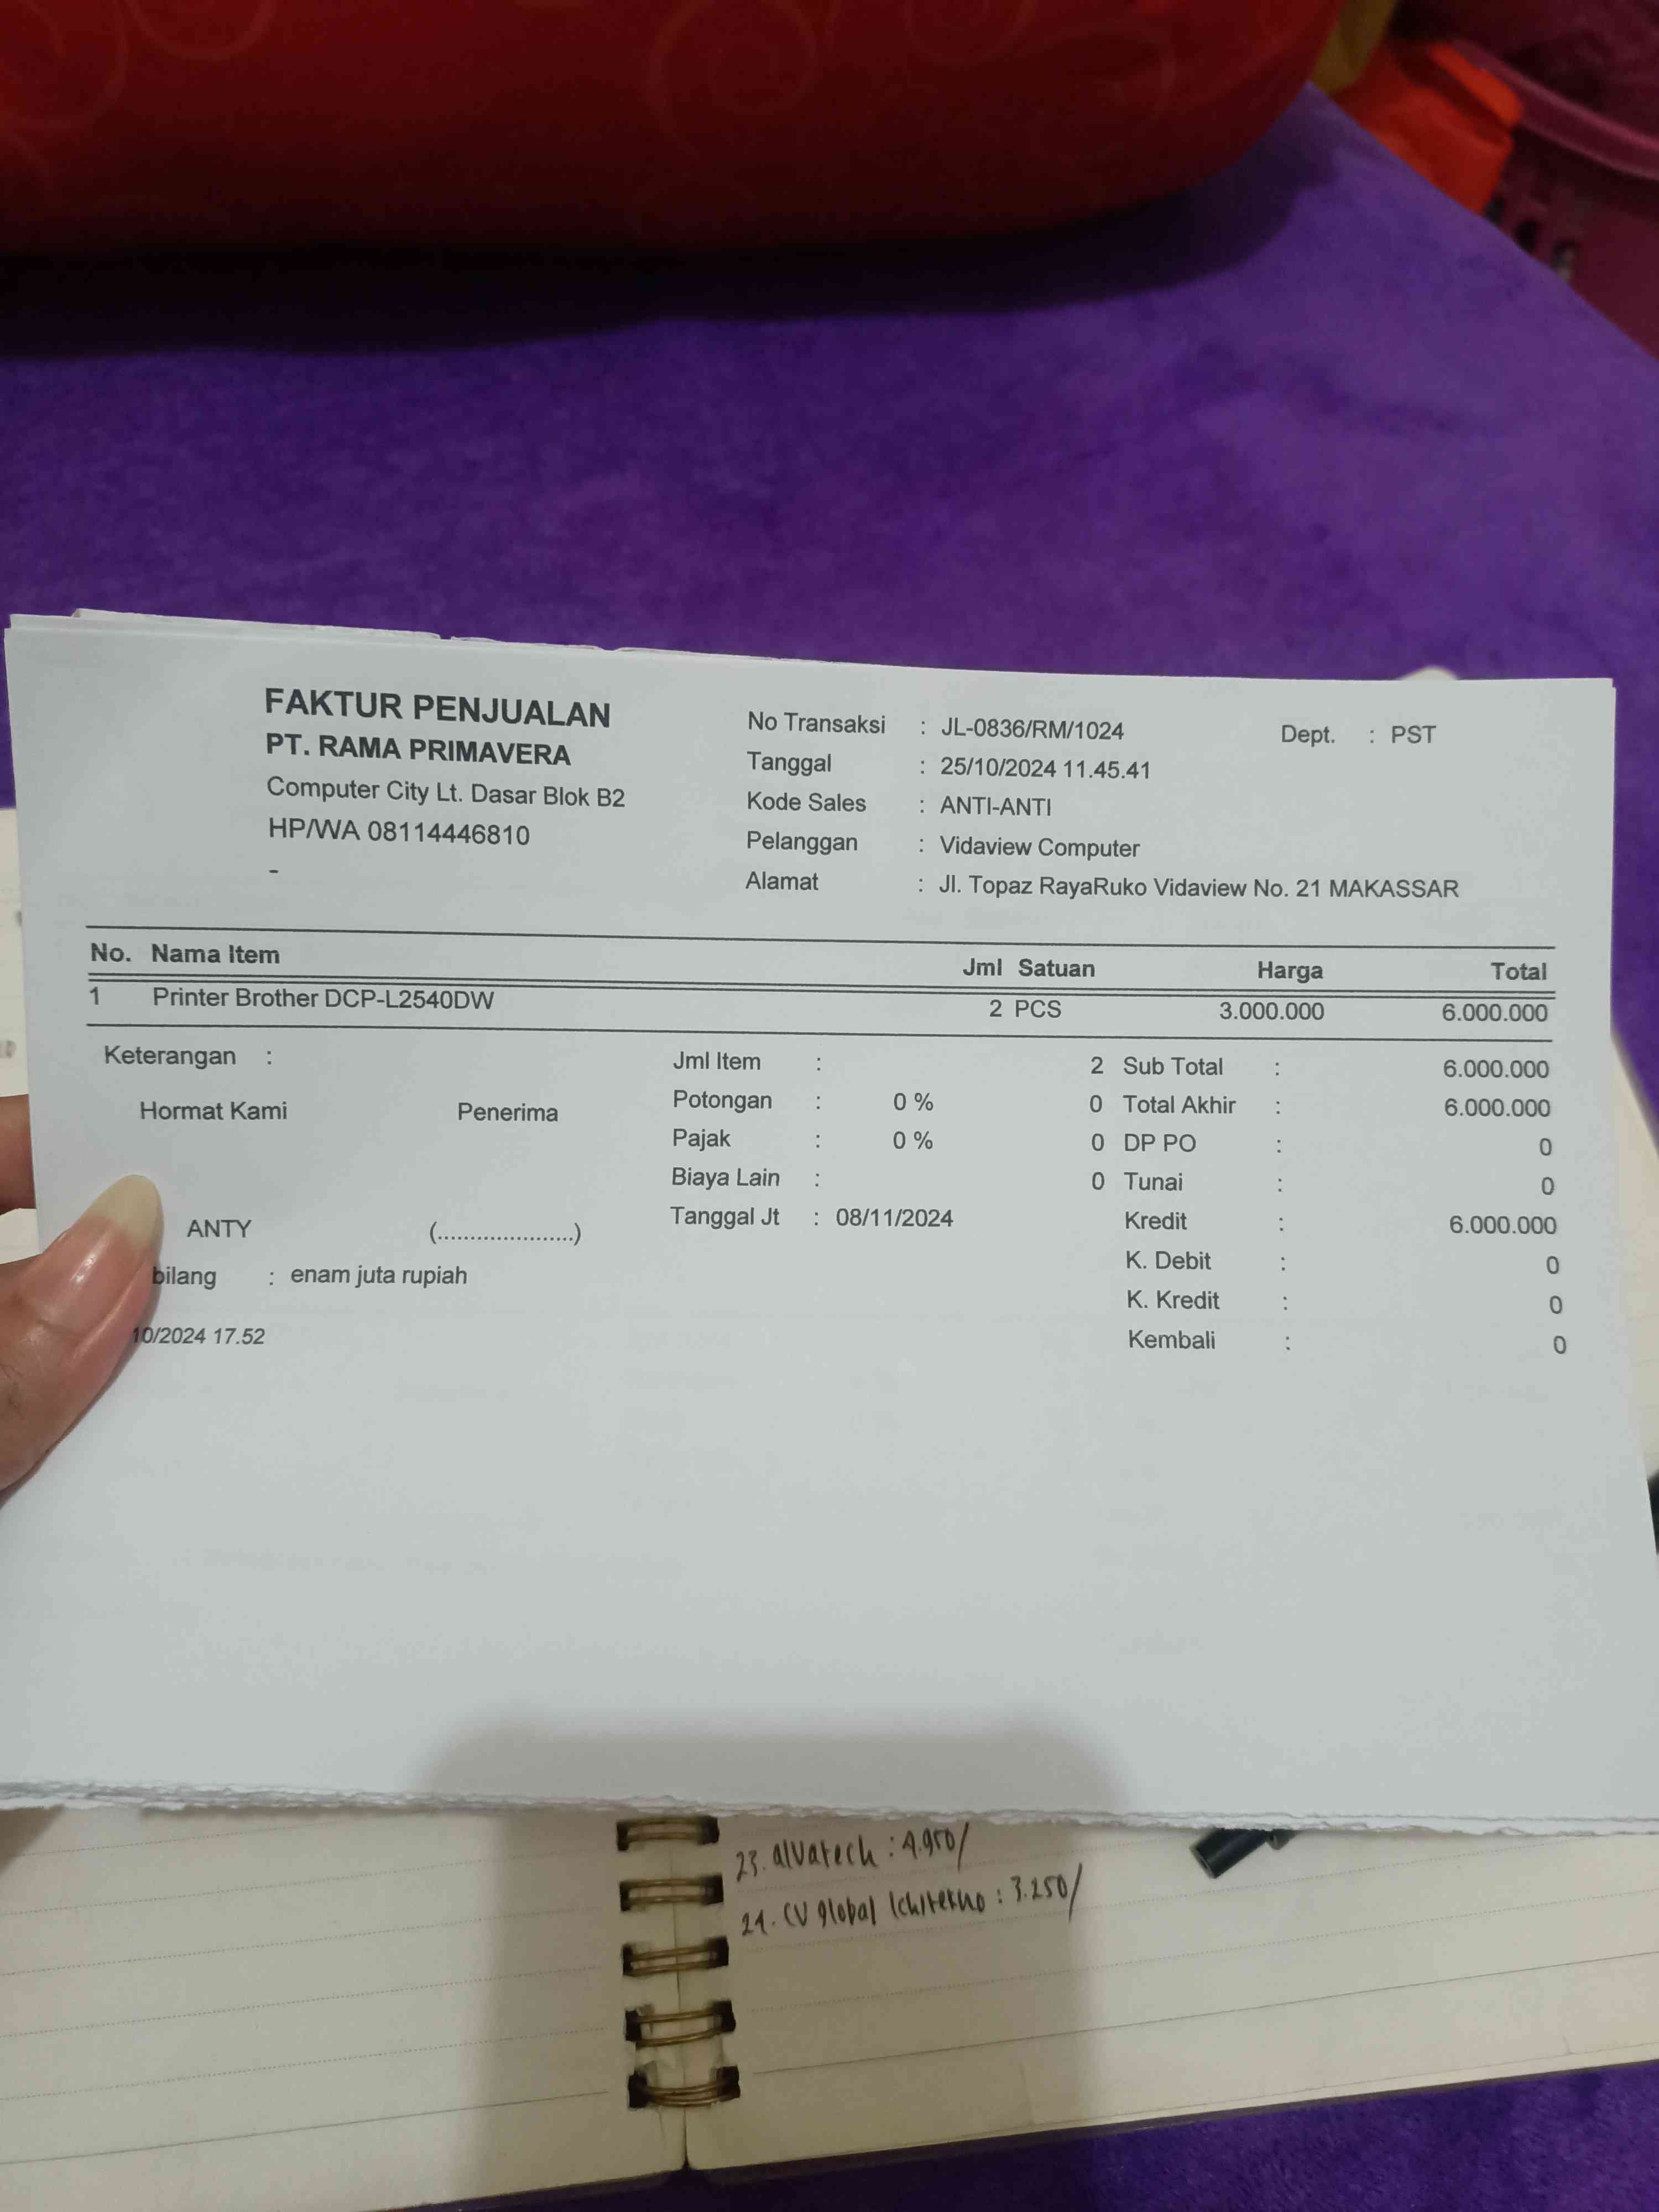 FAKTUR PENJUALAN
PT. RAMA PRIMAVERA
Computer City Lt. Dasar Blok B2
HP/WA 08114446810
-
No Transaksi : JL-0836/RM/1024 Dept. : PST
Tanggal : 25/10/2024 11.45.41
Kode Sales : ANTI-ANTI
Pelanggan : Vidaview Computer
Alamat : Jl. Topaz RayaRuko Vidaview No. 21 MAKASSAR
No. Nama Item Jml Satuan Harga Total
1 Printer Brother DCP-L2540DW 2 PCS 3.000.000 6.000.000
Keterangan :
Hormat Kami Penerima
ANTY (.....................)
bilang : enam juta rupiah
10/2024 17.52
Jml Item : 2
Potongan : 0 % 0
Pajak : 0 % 0
Biaya Lain : 0
Tanggal Jt : 08/11/2024
Sub Total : 6.000.000
Total Akhir : 6.000.000
DP PO : 0
Tunai : 0
Kredit : 6.000.000
K. Debit : 0
K. Kredit : 0
Kembali : 0
23. alvatech : 4.950/
24. CV global : 3.250/